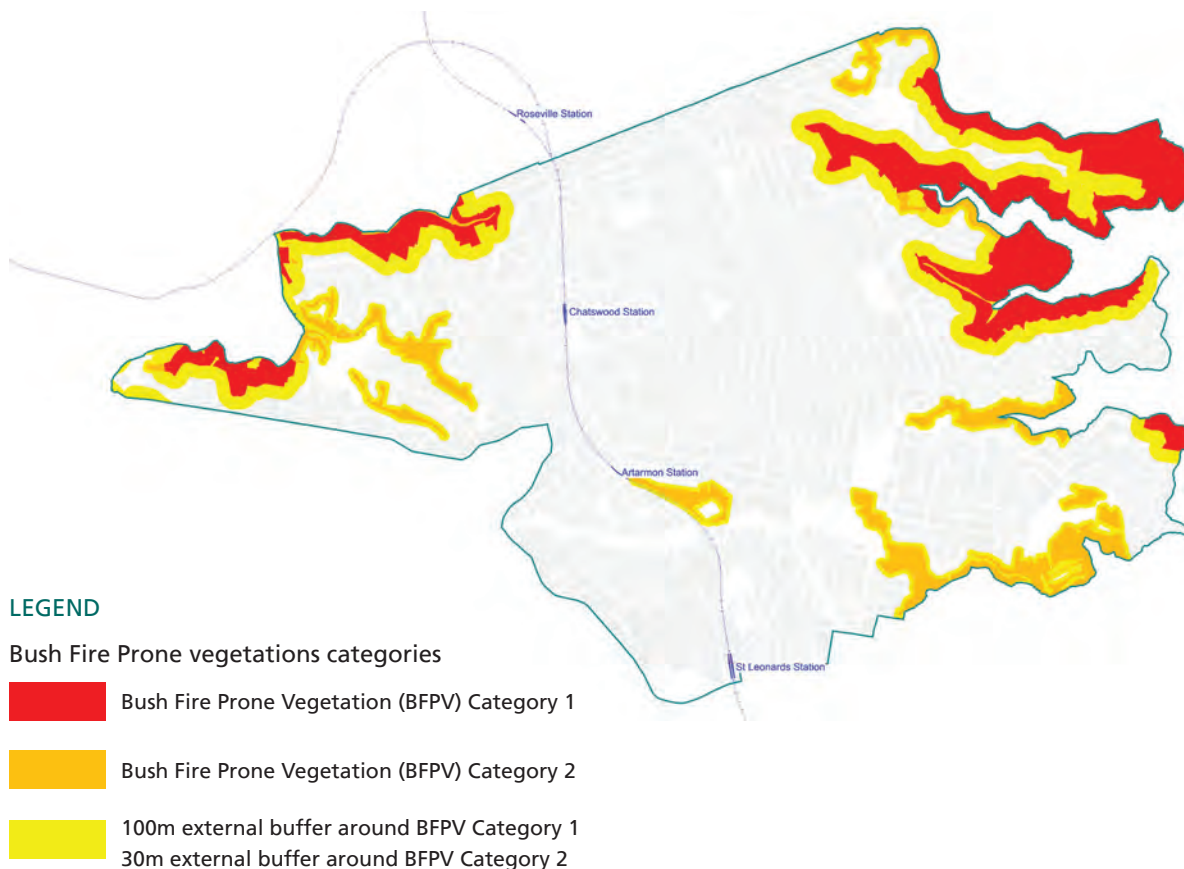 Roseville Station
Chatswood Station
Artarmon Station
St Leonards Station
LEGEND
Bush Fire Prone vegetations categories
Bush Fire Prone Vegetation (BFPV) Category 1
Bush Fire Prone Vegetation (BFPV) Category 2
100m external buffer around BFPV Category 1
30m external buffer around BFPV Category 2